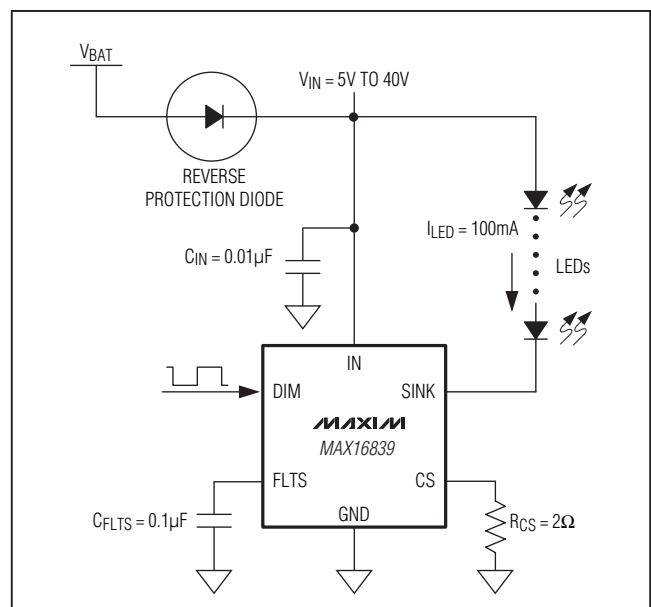 VBAT
VIN = 5V TO 40V
REVERSE
PROTECTION DIODE
ILED = 100mA
CIN = 0.01µF
LEDs
IN
DIM
SINK
MAXIM
MAX16839
FLTS
CS
CFLTS = 0.1µF
GND
RCS = 2Ω